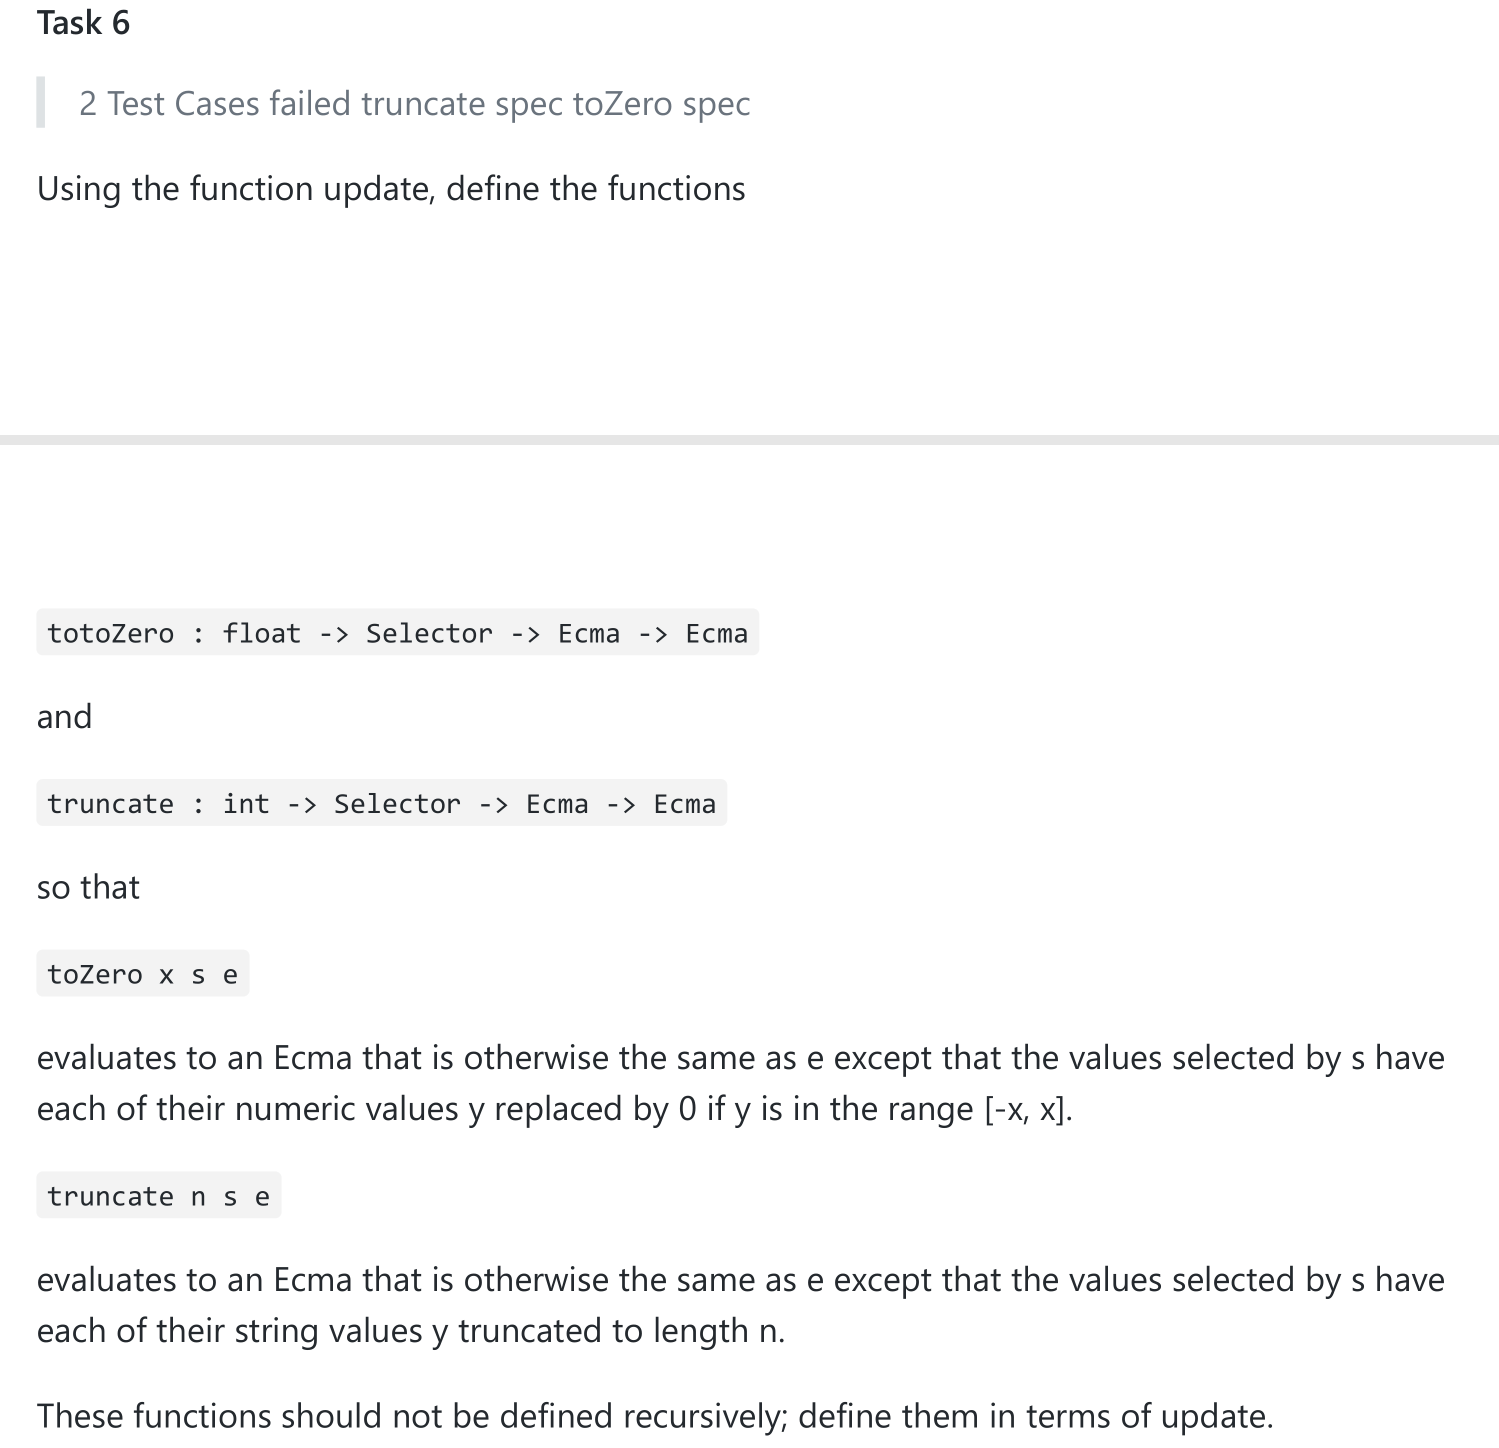 Task 6
2 Test Cases failed truncate spec toZero spec
Using the function update, define the functions
totoZero : float -> Selector -> Ecma -> Ecma
and
truncate : int -> Selector -> Ecma -> Ecma
so that
toZero x s e
evaluates to an Ecma that is otherwise the same as e except that the values selected by s have
each of their numeric values y replaced by 0 if y is in the range [-x, x].
truncate n s e
evaluates to an Ecma that is otherwise the same as e except that the values selected by s have
each of their string values y truncated to length n.
These functions should not be defined recursively; define them in terms of update.